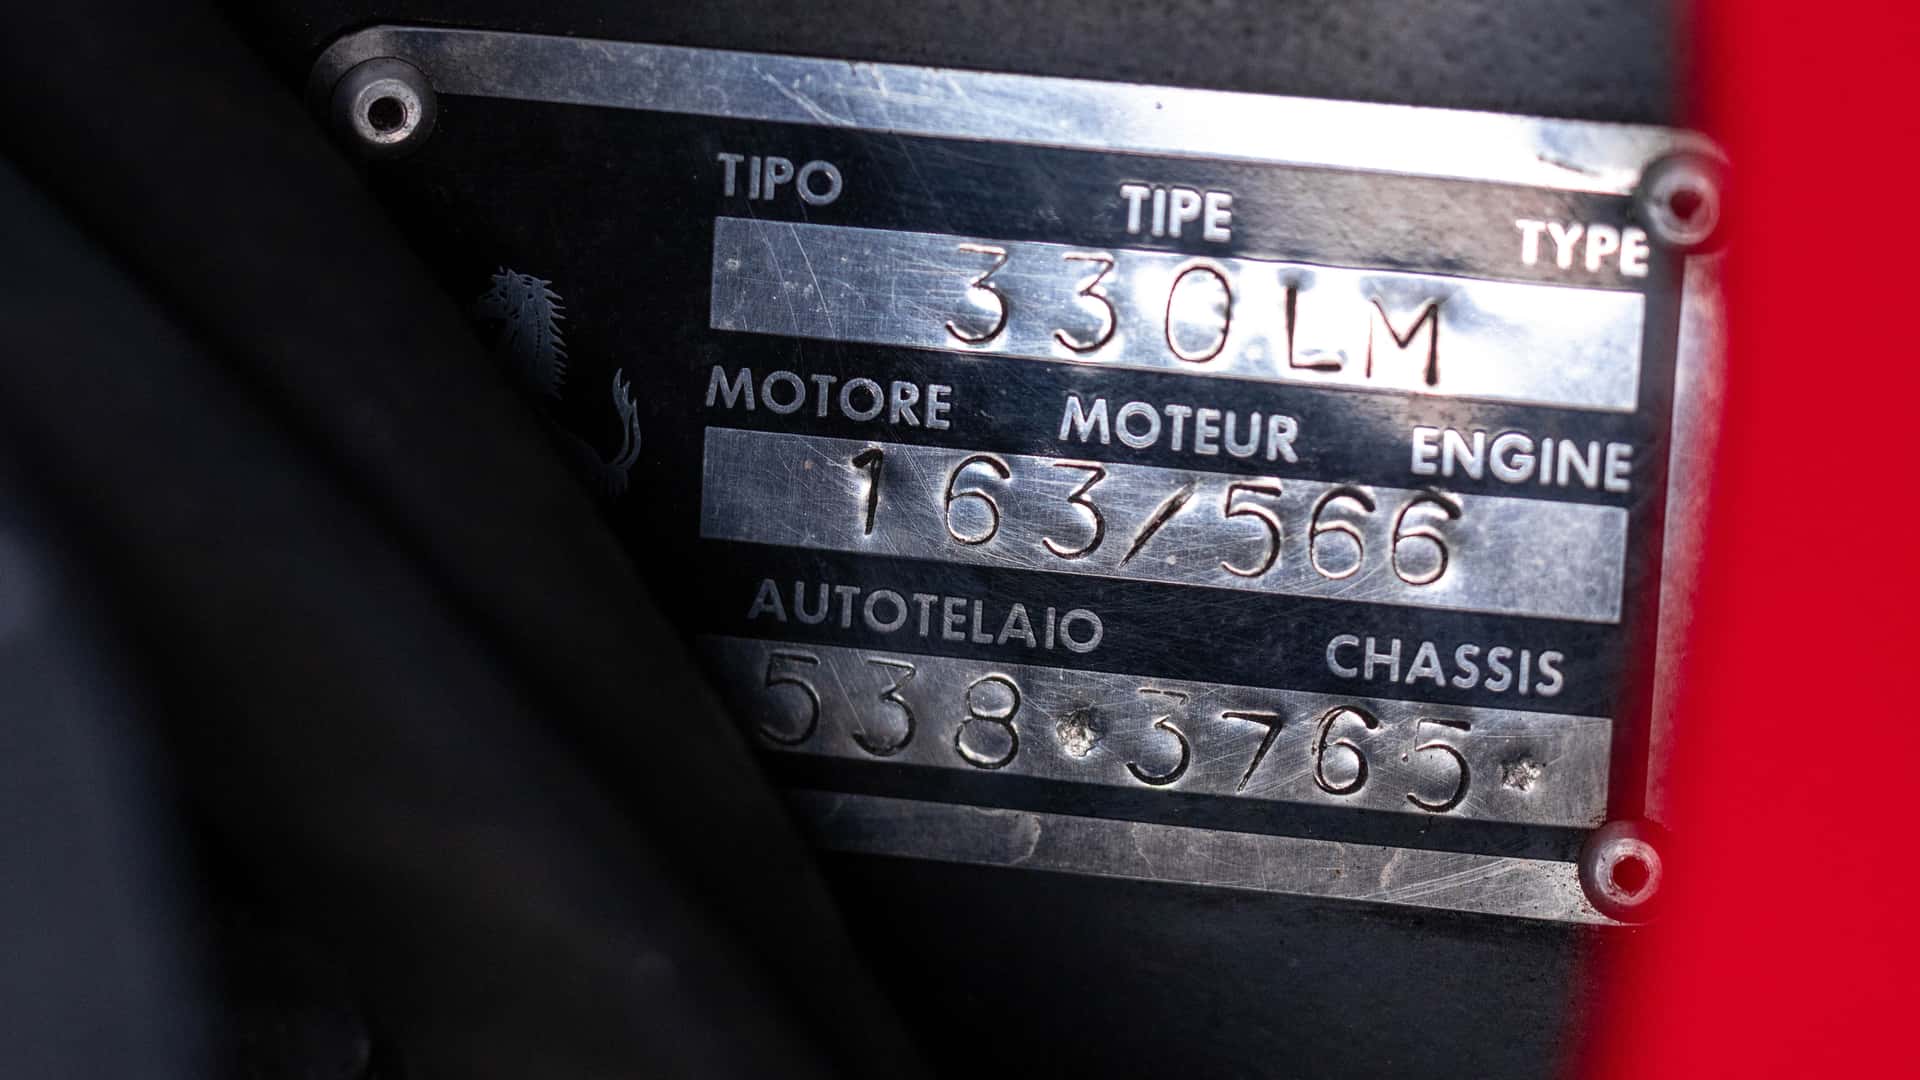 TIPO TIPE TYPE
330LM
MOTORE MOTEUR ENGINE
163/566
AUTOTELAIO CHASSIS
538*3765*